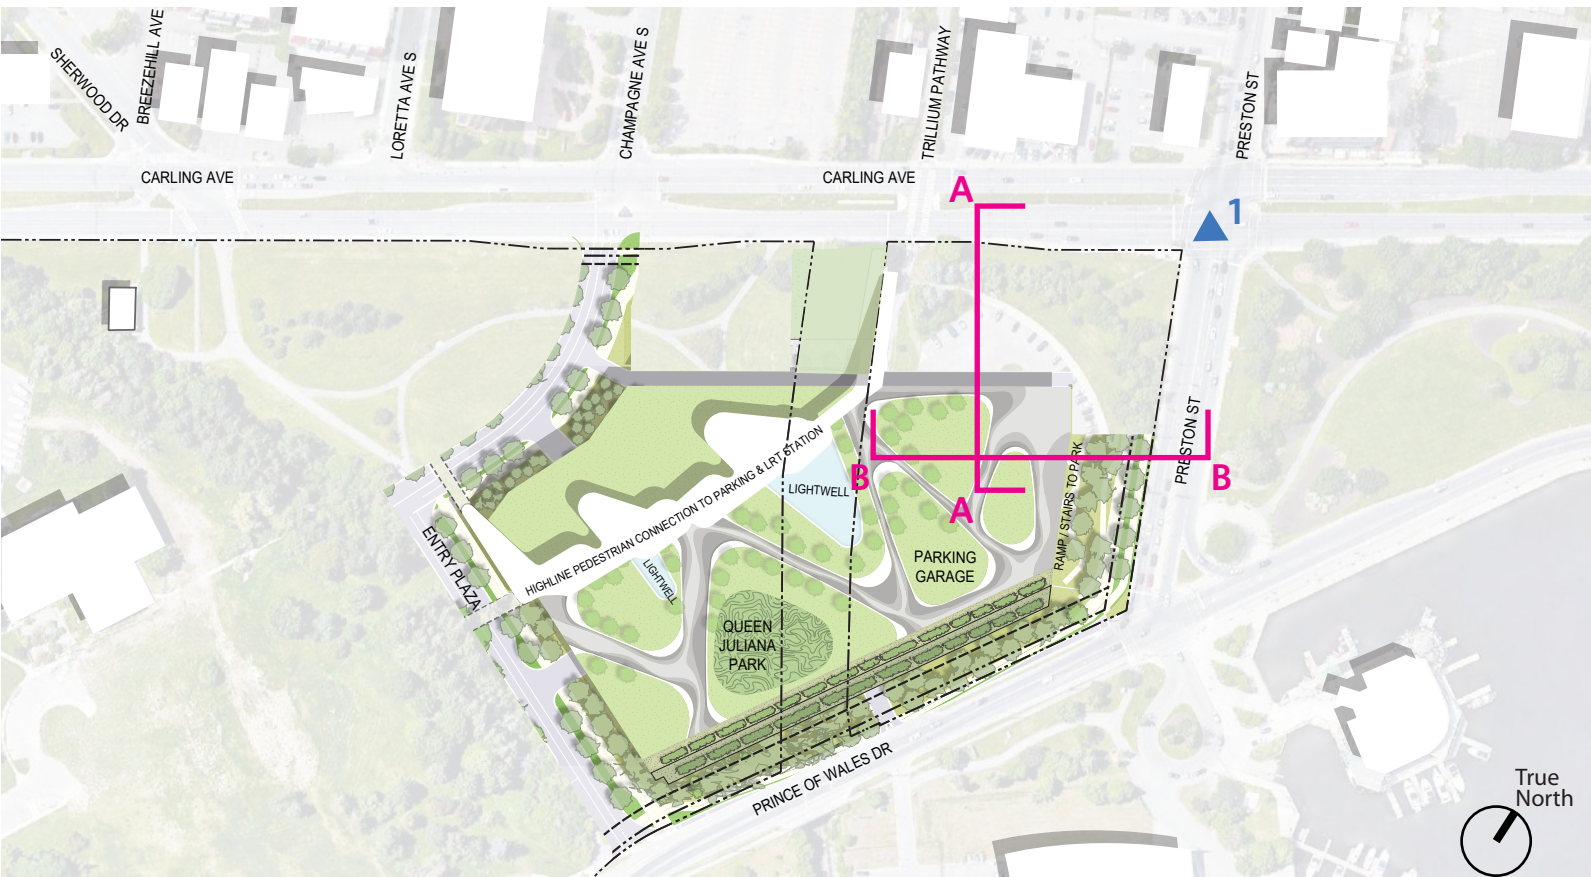 SHERWOOD DR
BREEZEHILL AVE
LORETTA AVE S
CHAMPAGNE AVE S
TRILLIUM PATHWAY
PRESTON ST
CARLING AVE
CARLING AVE
A
1
B
A
B
PRESTON ST
RAMP / STAIRS TO PARK
HIGHLINE PEDESTRIAN CONNECTION TO PARKING & LRT STATION
LIGHTWELL
LIGHTWELL
ENTRY PLAZA
PARKING
GARAGE
QUEEN
JULIANA
PARK
PRINCE OF WALES DR
True
North